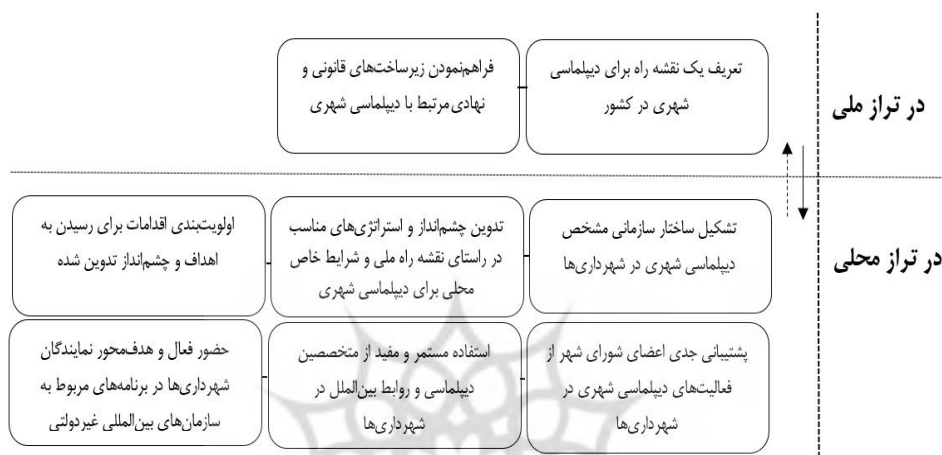 در تراز ملی
تعریف یک نقشه راه برای دیپلماسی
شهری در کشور
فراهم‌نمودن زیرساخت‌های قانونی و
نهادی مرتبط با دیپلماسی شهری
در تراز محلی
تشکیل ساختار سازمانی مشخص
دیپلماسی شهری در شهرداری‌ها
تدوین چشم‌انداز و استراتژی‌های مناسب
در راستای نقشه راه ملی و شرایط خاص
محلی برای دیپلماسی شهری
اولویت‌بندی اقدامات برای رسیدن به
اهداف و چشم‌انداز تدوین شده
پشتیبانی جدی اعضای شورای شهر از
فعالیت‌های دیپلماسی شهری در
شهرداری‌ها
استفاده مستمر و مفید از متخصصین
دیپلماسی و روابط بین‌الملل در
شهرداری‌ها
حضور فعال و هدف‌محور نمایندگان
شهرداری‌ها در برنامه‌های مربوط به
سازمان‌های بین‌المللی غیردولتی